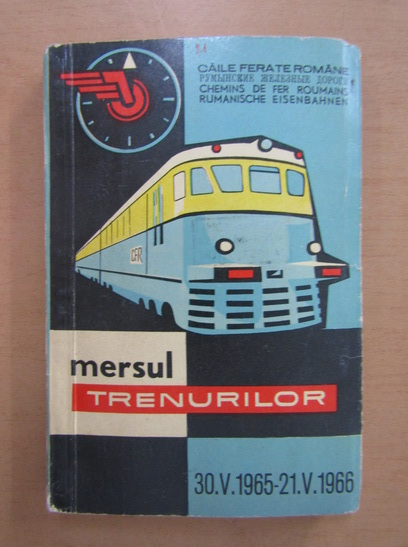 CĂILE FERATE ROMÂNE
РУМЫНСКИЕ ЖЕЛЕЗНЫЕ ДОРОГИ
CHEMINS DE FER ROUMAINS
RUMÄNISCHE EISENBAHNEN
CFR
mersul
TRENURILOR
30.V.1965-21.V.1966